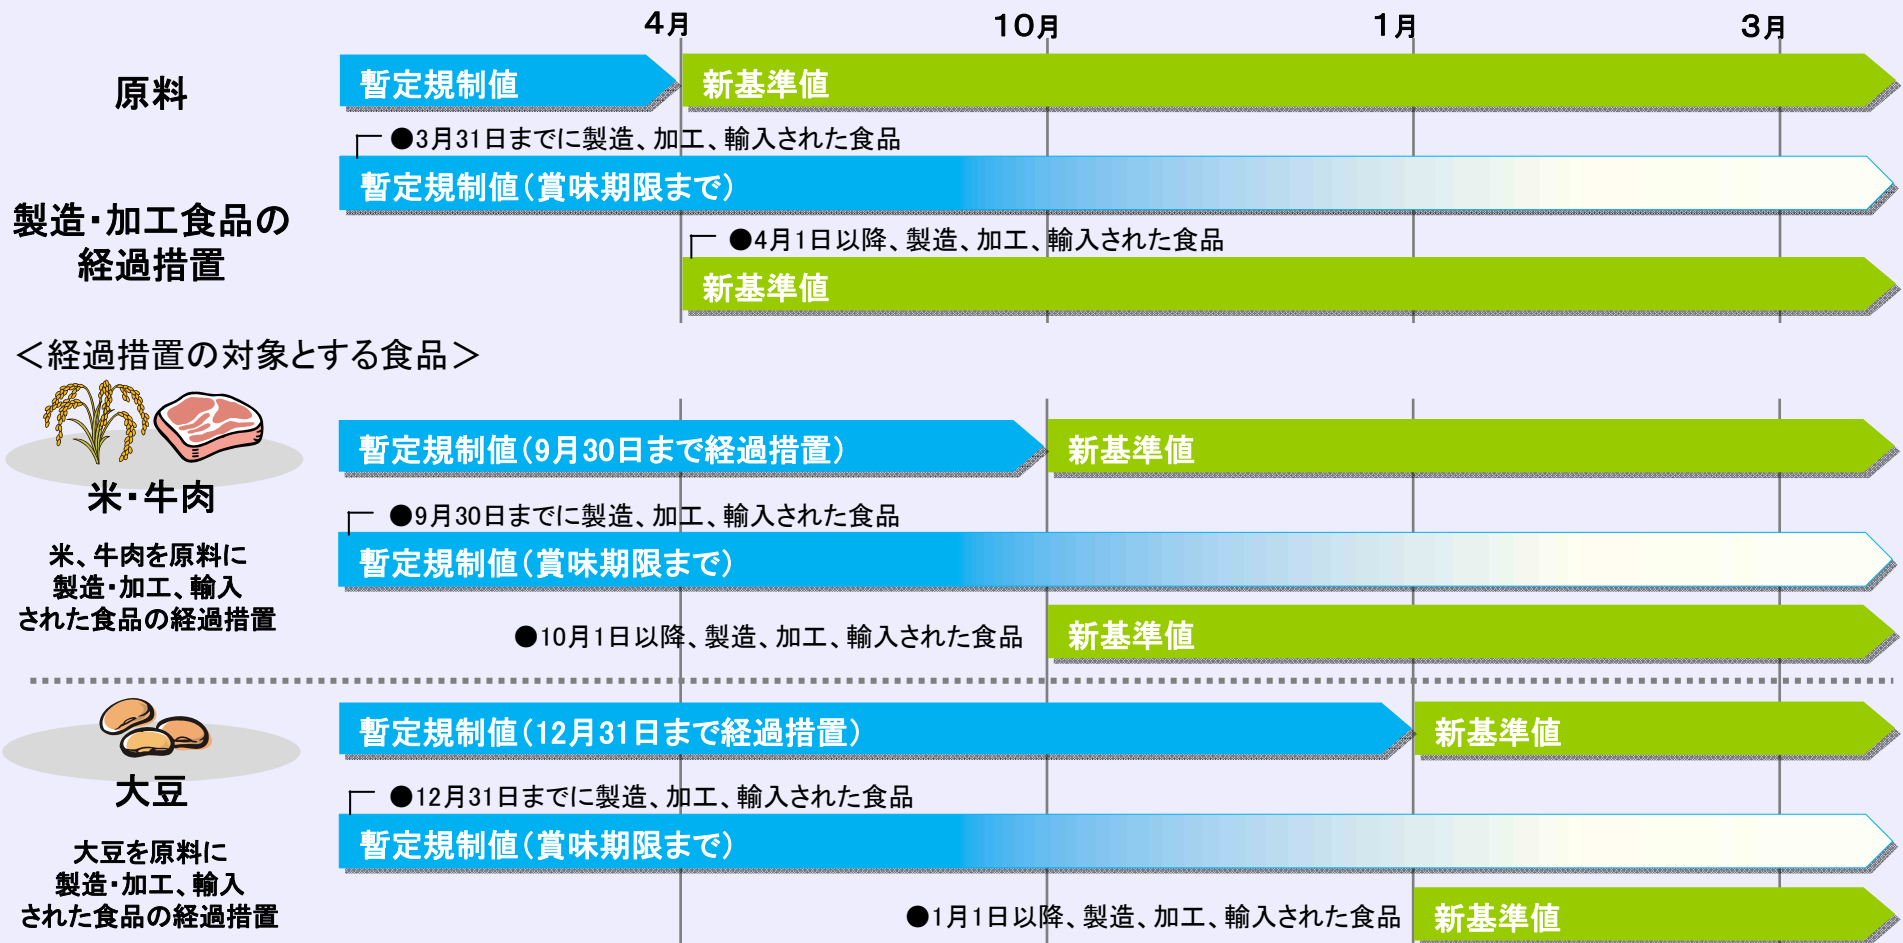 4月
10月
1月
3月
原料
暫定規制値
新基準値
●3月31日までに製造、加工、輸入された食品
製造・加工食品の
経過措置
暫定規制値（賞味期限まで）
●4月1日以降、製造、加工、輸入された食品
新基準値
＜経過措置の対象とする食品＞
米・牛肉
暫定規制値（9月30日まで経過措置）
新基準値
米、牛肉を原料に
製造・加工、輸入
された食品の経過措置
●9月30日までに製造、加工、輸入された食品
暫定規制値（賞味期限まで）
●10月1日以降、製造、加工、輸入された食品
新基準値
大豆
暫定規制値（12月31日まで経過措置）
新基準値
大豆を原料に
製造・加工、輸入
された食品の経過措置
●12月31日までに製造、加工、輸入された食品
暫定規制値（賞味期限まで）
●1月1日以降、製造、加工、輸入された食品
新基準値